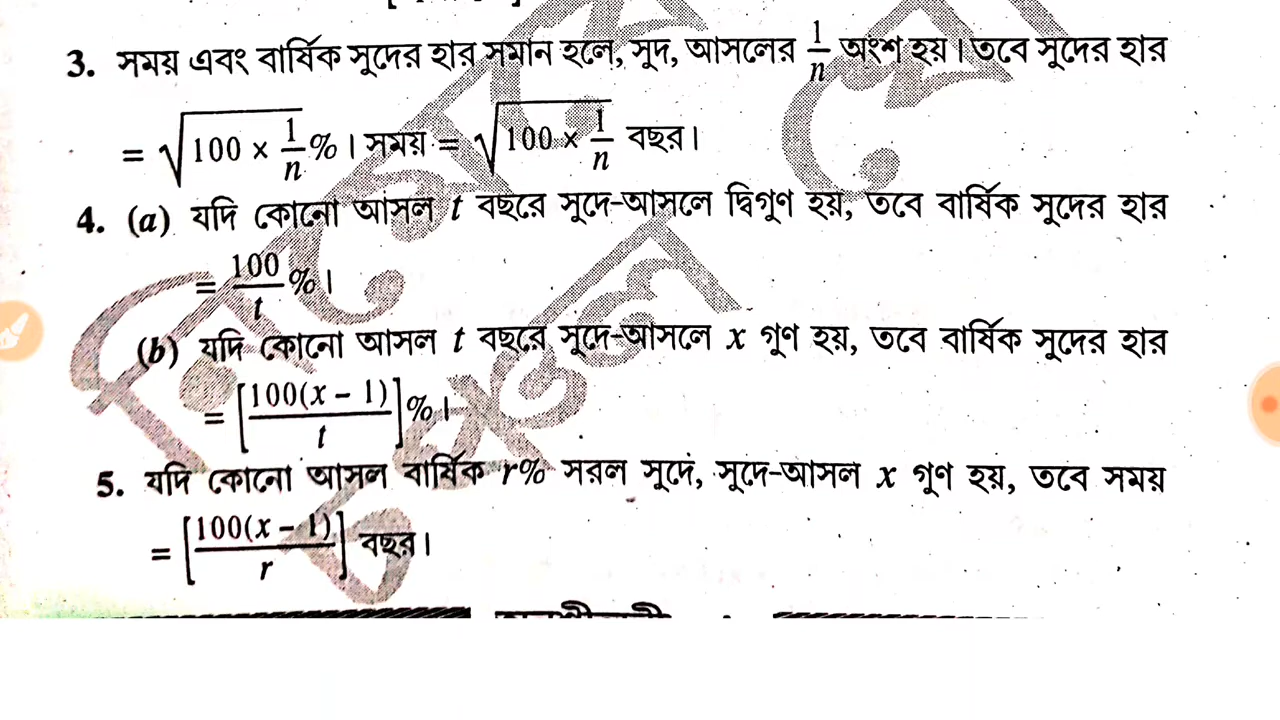 3. সময় এবং বার্ষিক সুদের হার সমান হলে, সুদ, আসলের 1/n অংশ হয়। তবে সুদের হার
= √(100 × 1/n)% । সময় = √(100 × 1/n) বছর।
4. (a) যদি কোনো আসল t বছরে সুদে-আসলে দ্বিগুণ হয়, তবে বার্ষিক সুদের হার
= 100/t %।
(b) যদি কোনো আসল t বছরে সুদে-আসলে x গুণ হয়, তবে বার্ষিক সুদের হার
= [100(x – 1)/t]%।
5. যদি কোনো আসল বার্ষিক r% সরল সুদে, সুদে-আসল x গুণ হয়, তবে সময়
= [100(x – 1)/r] বছর।